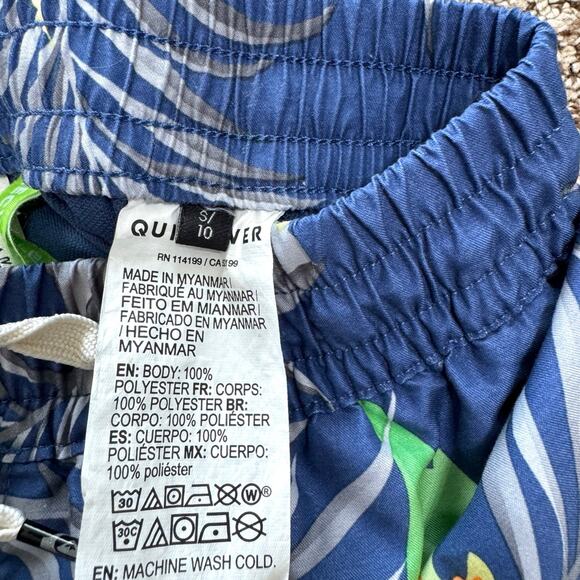 S/
10
QUI VER
RN 114199 / CA
MADE IN MYANMAR/
FABRIQUÉ AU MYANMAR/
FEITO EM MIANMAR/
FABRICADO EN MYANMAR
/ HECHO EN
MYANMAR
EN: BODY: 100%
POLYESTER FR: CORPS:
100% POLYESTER BR:
CORPO: 100% POLIÉSTER
ES: CUERPO: 100%
POLIÉSTER MX: CUERPO:
100% poliéster
30 W®
30C
EN: MACHINE WASH COLD.